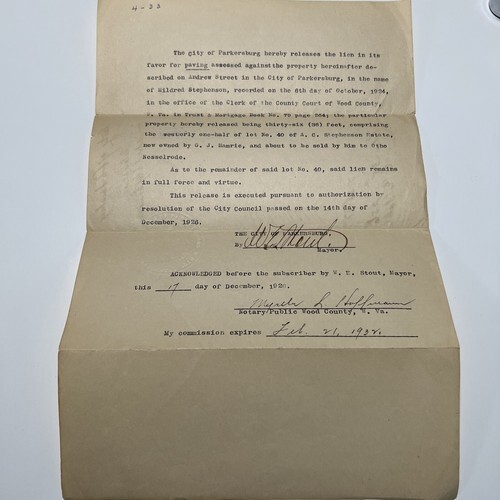 4-33
The City of Parkersburg hereby releases the lien in its
favor for paving assessed against the property hereinafter de-
scribed on Andrew Street in the City of Parkersburg, in the name
of Mildred Stephenson, recorded on the 6th day of October, 1924,
in the office of the Clerk of the County Court of Wood County,
W. Va. in Trust & Mortgage Book No. 79 page 264; the particular
property hereby released being thirty-six (36) feet, comprising
the westerly one-half of lot No. 40 of A. C. Stephenson Estate,
now owned by G. J. and about to be sold by him to Otho
As to the remainder of said lot No. 40, said lien remains
in full force and virtue.
This release is executed pursuant to authorization by
resolution of the City Council passed on the 14th day of
December, 1926.
THE CITY OF PARKERSBURG,
By W E Stout
Mayor.
ACKNOWLEDGED before the subscriber by W. E. Stout, Mayor,
this 17 day of December, 1926.
L. Hoffmann
Notary Public Wood County, W. Va.
My commission expires Feb. 21, 1932.